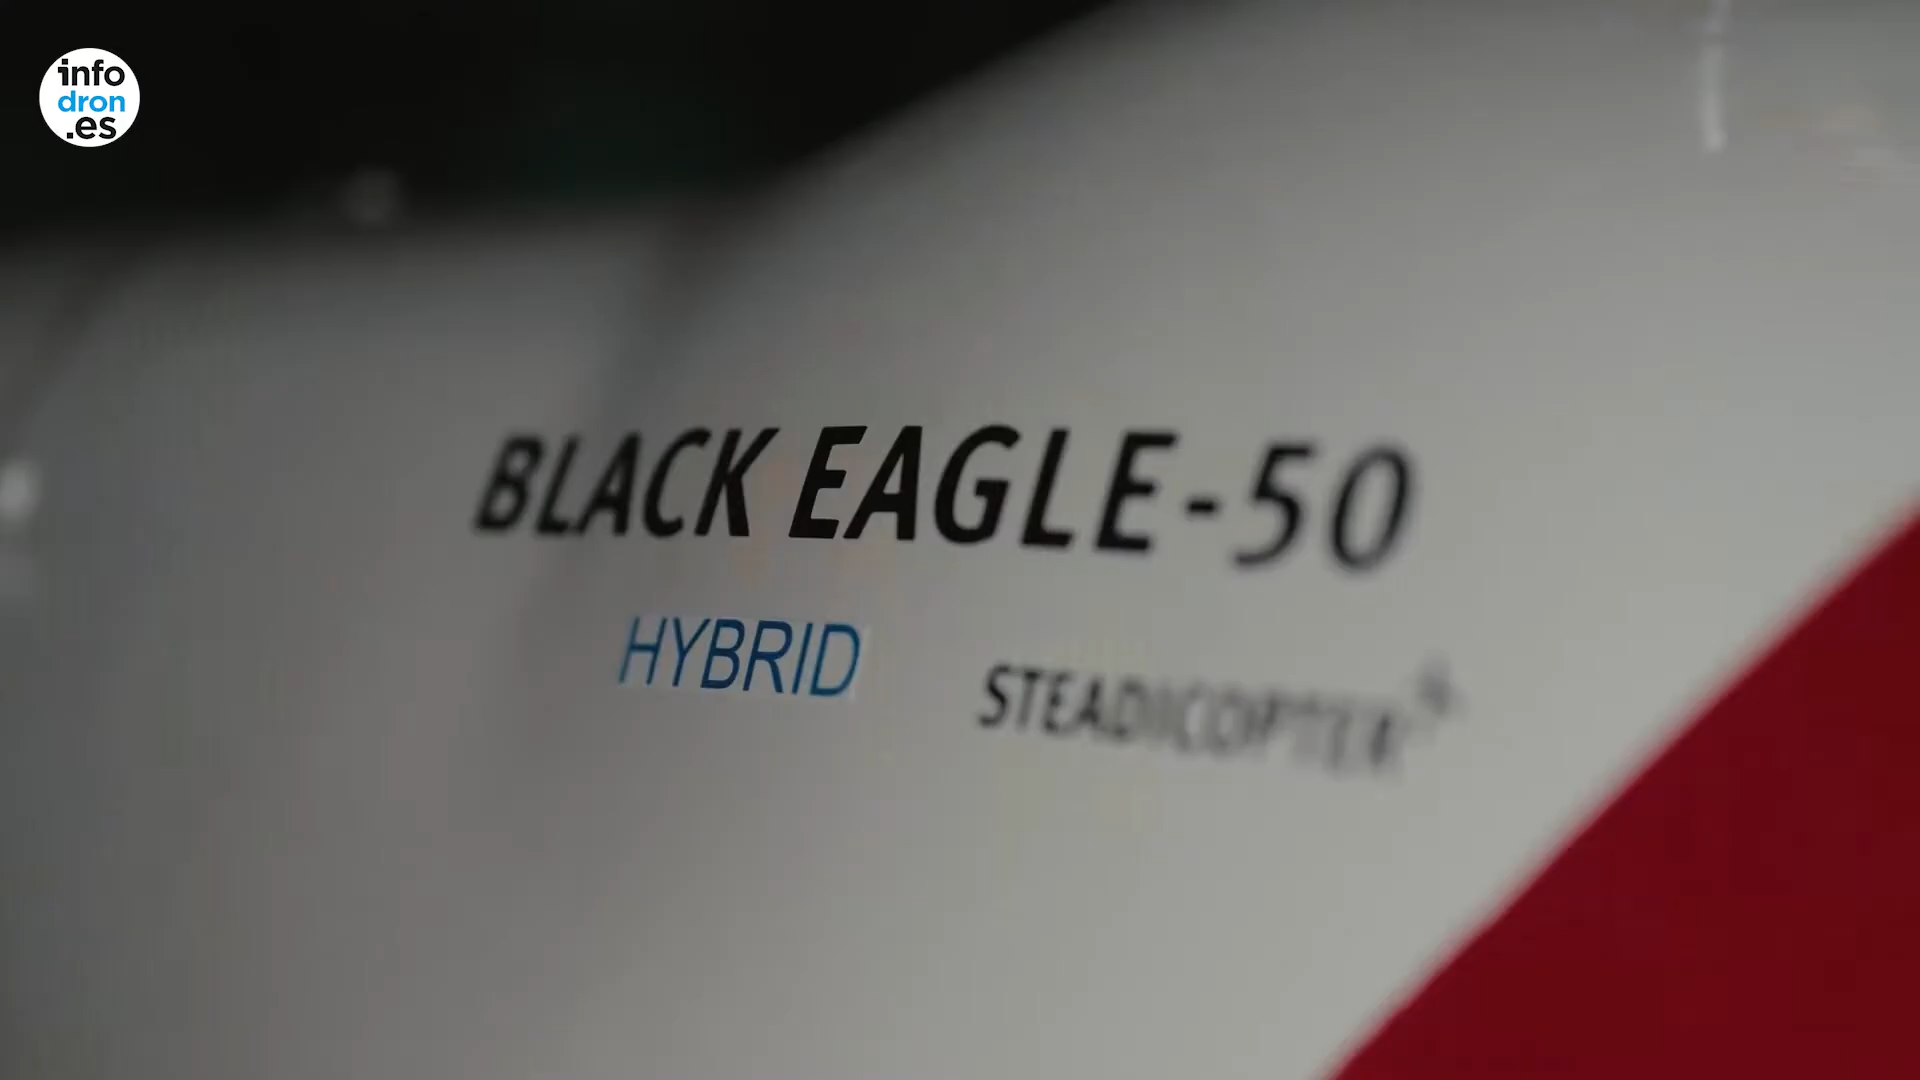 info
dron
.es
BLACK EAGLE-50
HYBRID
STEADICOPTER